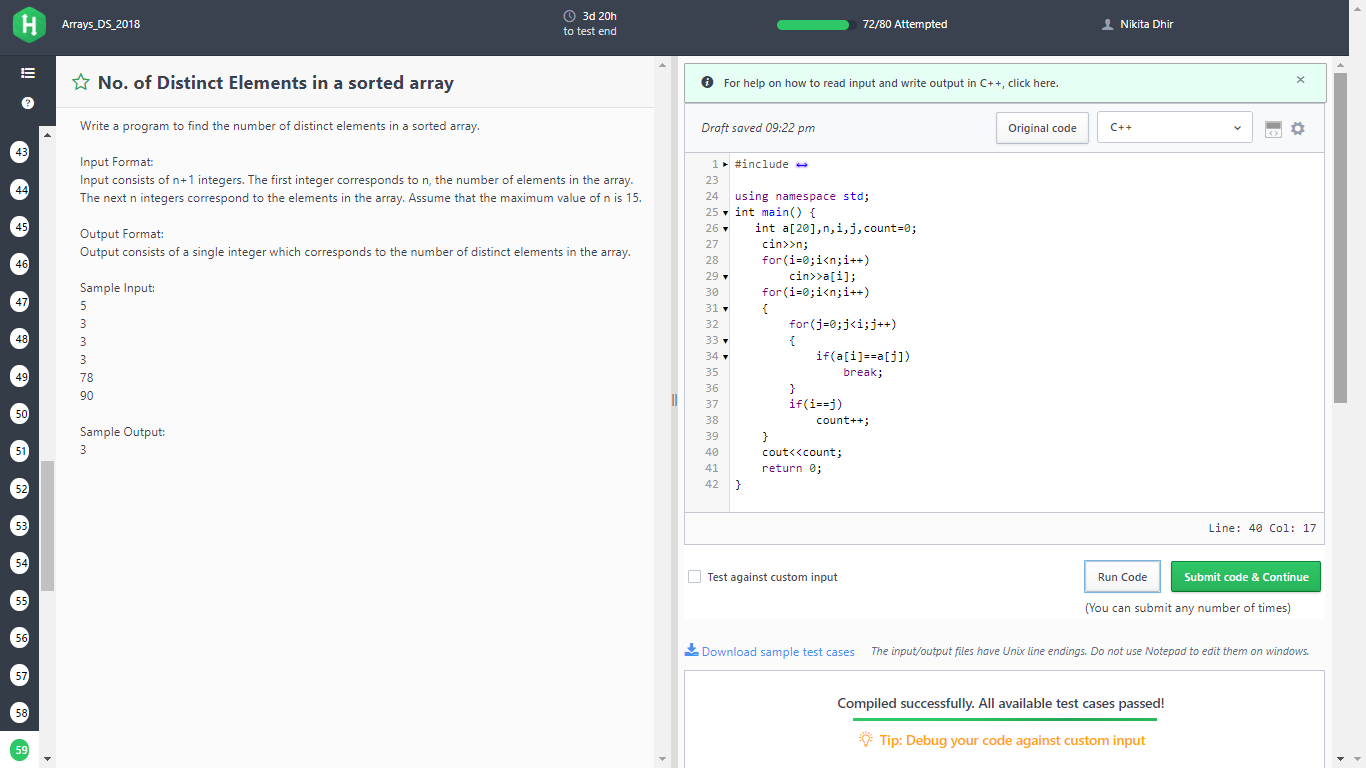 Arrays_DS_2018
3d 20h
to test end
72/80 Attempted
Nikita Dhir
No. of Distinct Elements in a sorted array
Write a program to find the number of distinct elements in a sorted array.
Input Format:
Input consists of n+1 integers. The first integer corresponds to n, the number of elements in the array.
The next n integers correspond to the elements in the array. Assume that the maximum value of n is 15.
Output Format:
Output consists of a single integer which corresponds to the number of distinct elements in the array.
Sample Input:
5
3
3
3
78
90
Sample Output:
3
?
43
44
45
46
47
48
49
50
51
52
53
54
55
56
57
58
59
For help on how to read input and write output in C++, click here.
Draft saved 09:22 pm
Original code
C++
1 #include
23
24 using namespace std;
25 int main() {
26 int a[20],n,i,j,count=0;
27 cin>>n;
28 for(i=0;i<n;i++)
29 cin>>a[i];
30 for(i=0;i<n;i++)
31 {
32 for(j=0;j<i;j++)
33 {
34 if(a[i]==a[j])
35 break;
36 }
37 if(i==j)
38 count++;
39 }
40 cout<<count;
41 return 0;
42 }
Line: 40 Col: 17
Test against custom input
Run Code
Submit code & Continue
(You can submit any number of times)
Download sample test cases
The input/output files have Unix line endings. Do not use Notepad to edit them on windows.
Compiled successfully. All available test cases passed!
Tip: Debug your code against custom input